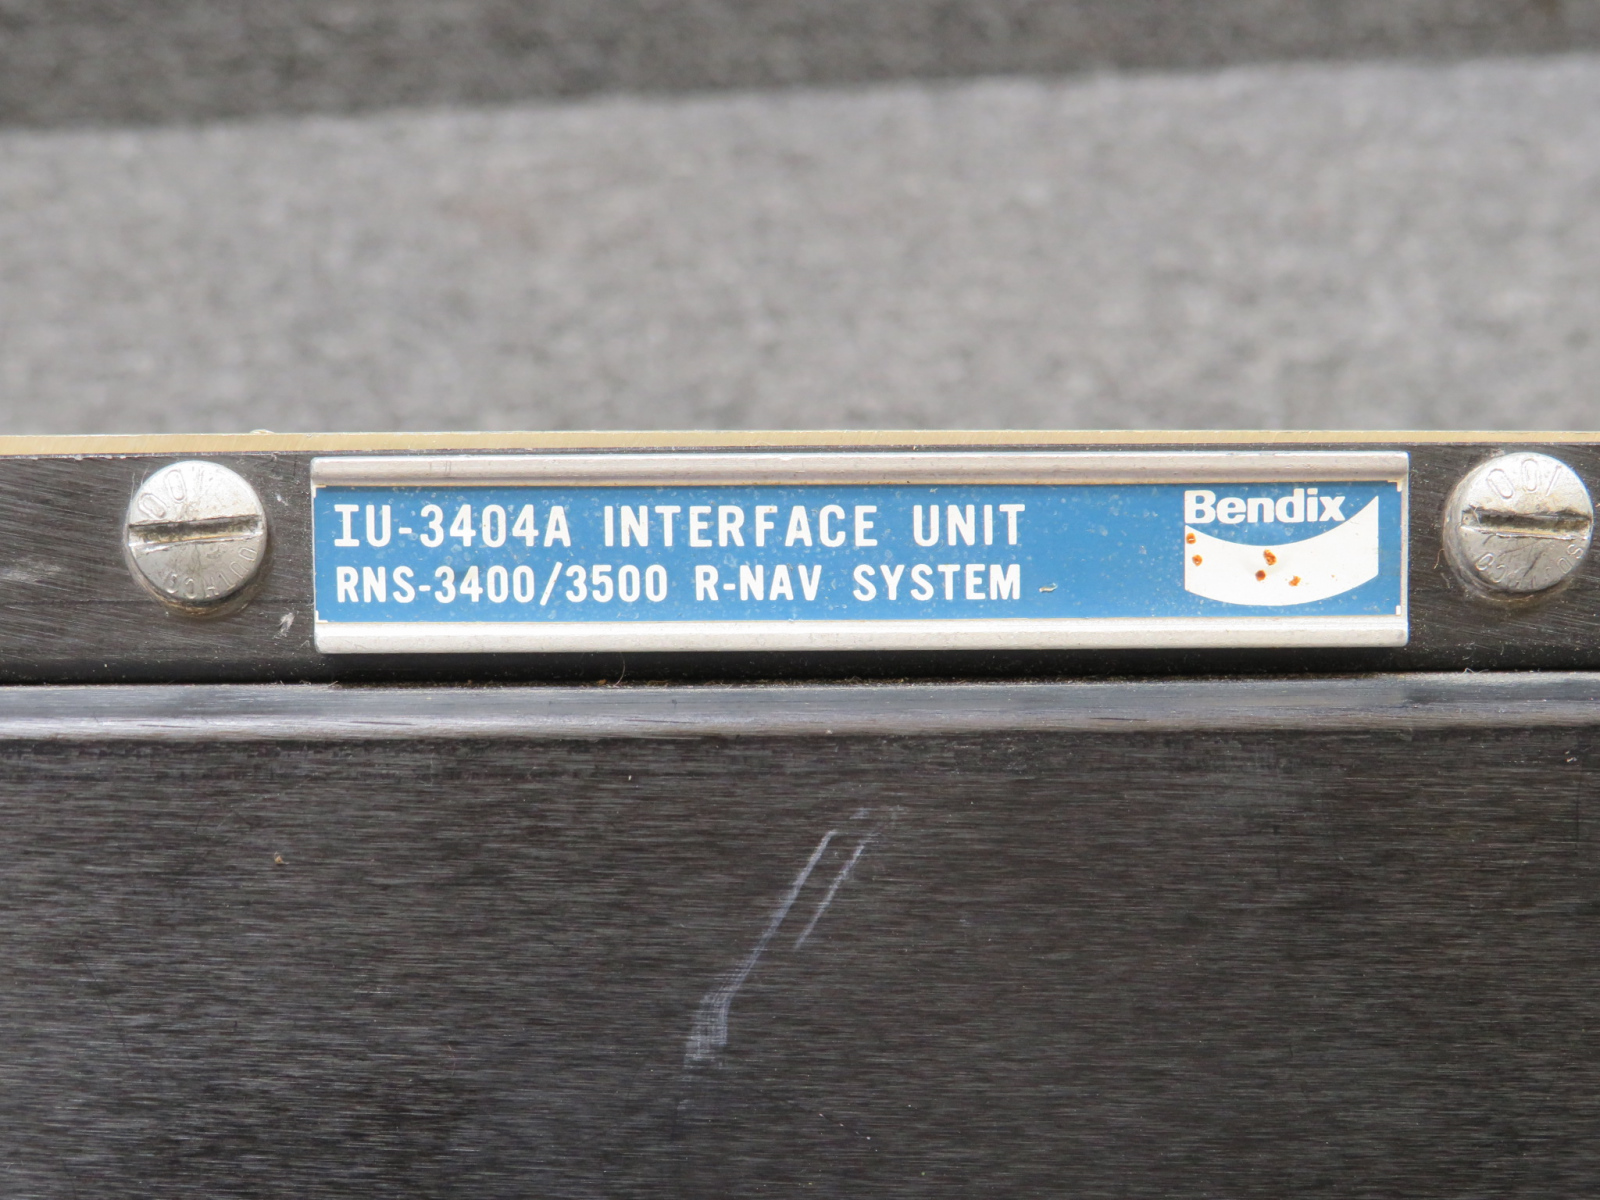 IU-3404A INTERFACE UNIT
RNS-3400/3500 R-NAV SYSTEM
Bendix